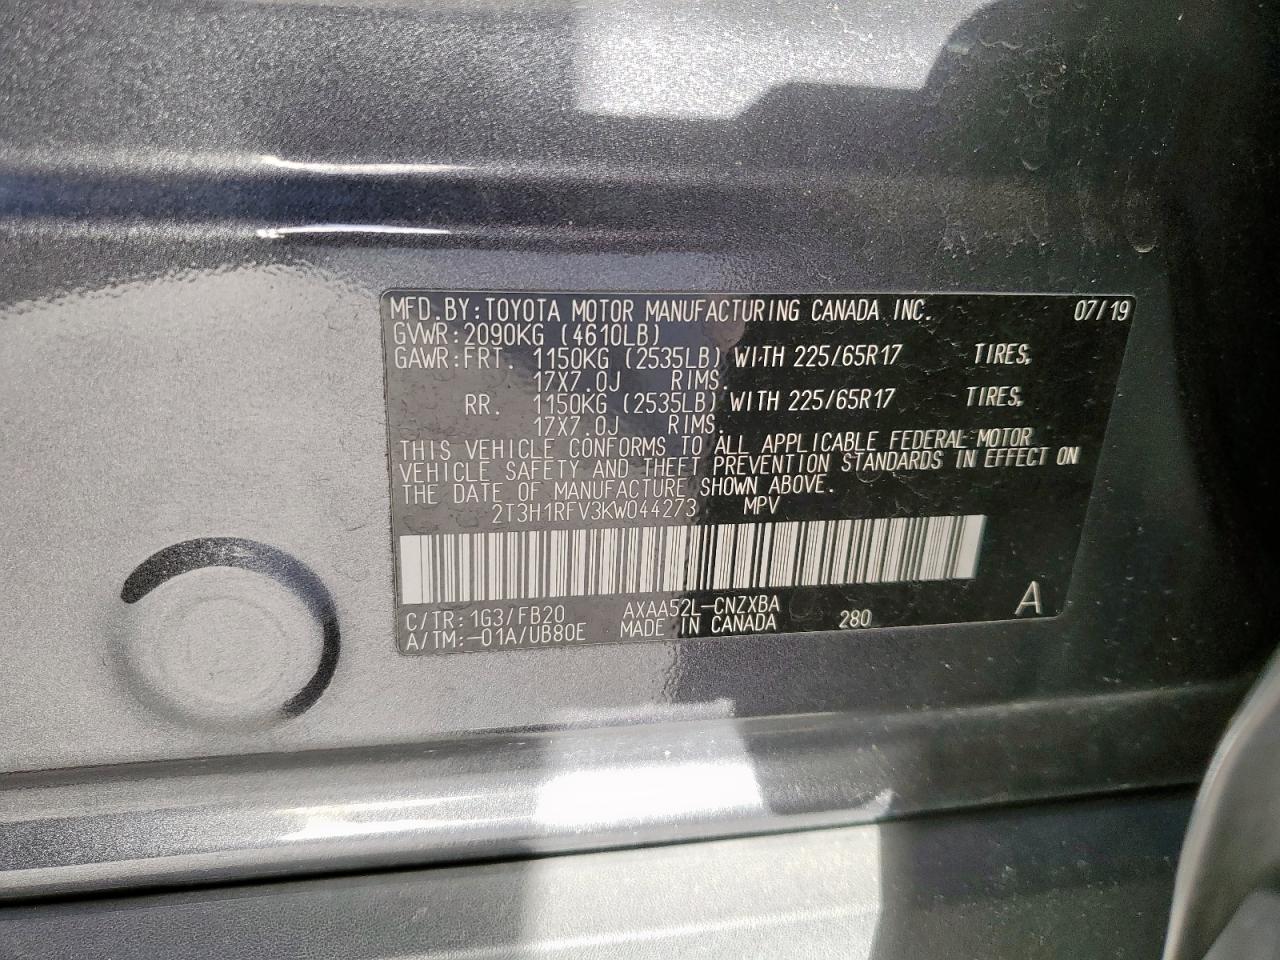 MFD.BY:TOYOTA MOTOR MANUFACTURING CANADA INC. 07/19
GVWR:2090KG (4610LB)
GAWR:FRT. 1150KG (2535LB) WITH 225/65R17 TIRES,
17X7.0J RIMS.
RR. 1150KG (2535LB) WITH 225/65R17 TIRES,
17X7.0J RIMS.
THIS VEHICLE CONFORMS TO ALL APPLICABLE FEDERAL MOTOR
VEHICLE SAFETY AND THEFT PREVENTION STANDARDS IN EFFECT ON
THE DATE OF MANUFACTURE SHOWN ABOVE.
2T3H1RFV3KW044273 MPV
C/TR:1G3/FB20 AXAA52L-CNZXBA
A/TM:-01A/UB80E MADE IN CANADA 280 A